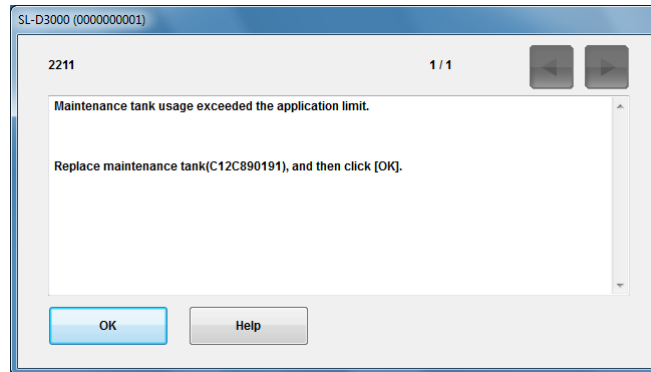 SL-D3000 (0000000001)
2211 1 / 1
Maintenance tank usage exceeded the application limit.
Replace maintenance tank(C12C890191), and then click [OK].
OK Help